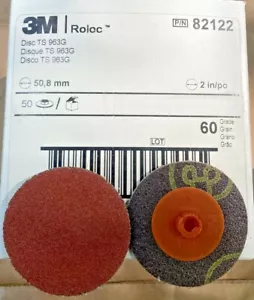 3M Roloc™ P/N 82122
Disc TS 963G
Disque TS 963G
Disco TS 963G
50,8 mm 2 in/po
50 /
60 Grade
Grain
Grano
Grão
LOT